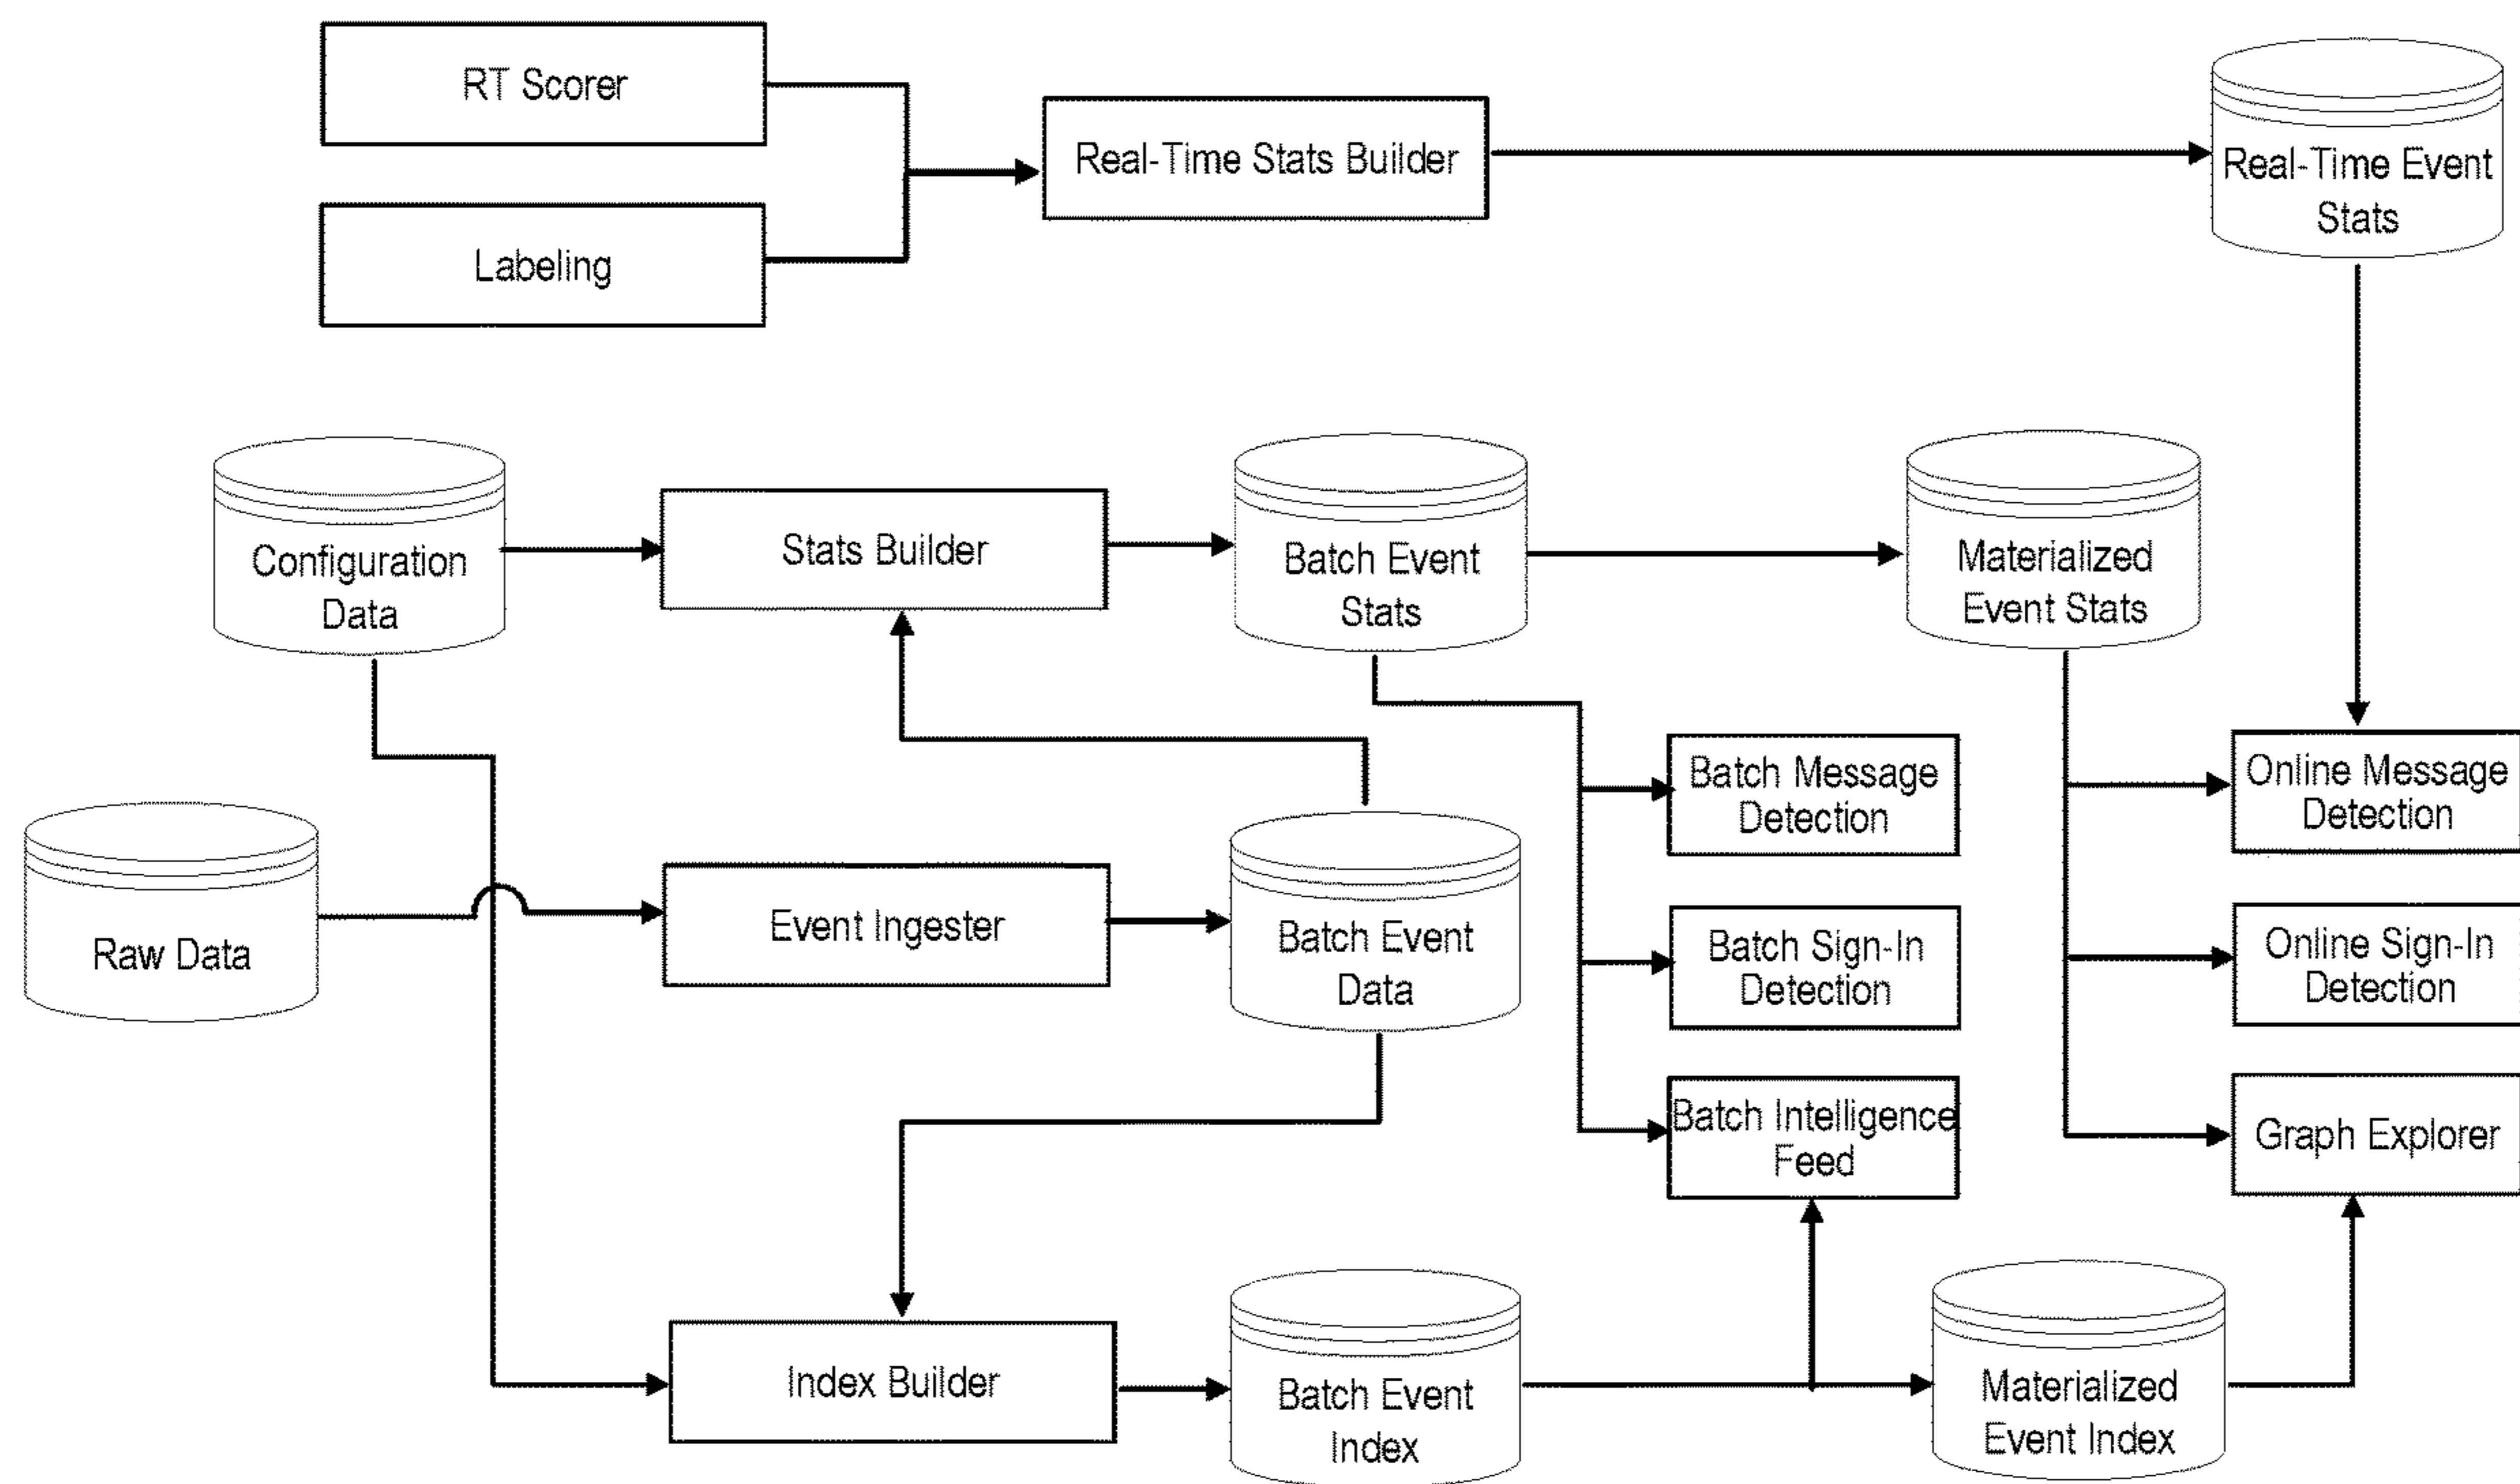 RT Scorer
Labeling
Real-Time Stats Builder
Real-Time Event
Stats
Configuration
Data
Stats Builder
Batch Event
Stats
Materialized
Event Stats
Raw Data
Event Ingester
Batch Event
Data
Batch Message
Detection
Batch Sign-In
Detection
Batch Intelligence
Feed
Online Message
Detection
Online Sign-In
Detection
Graph Explorer
Index Builder
Batch Event
Index
Materialized
Event Index